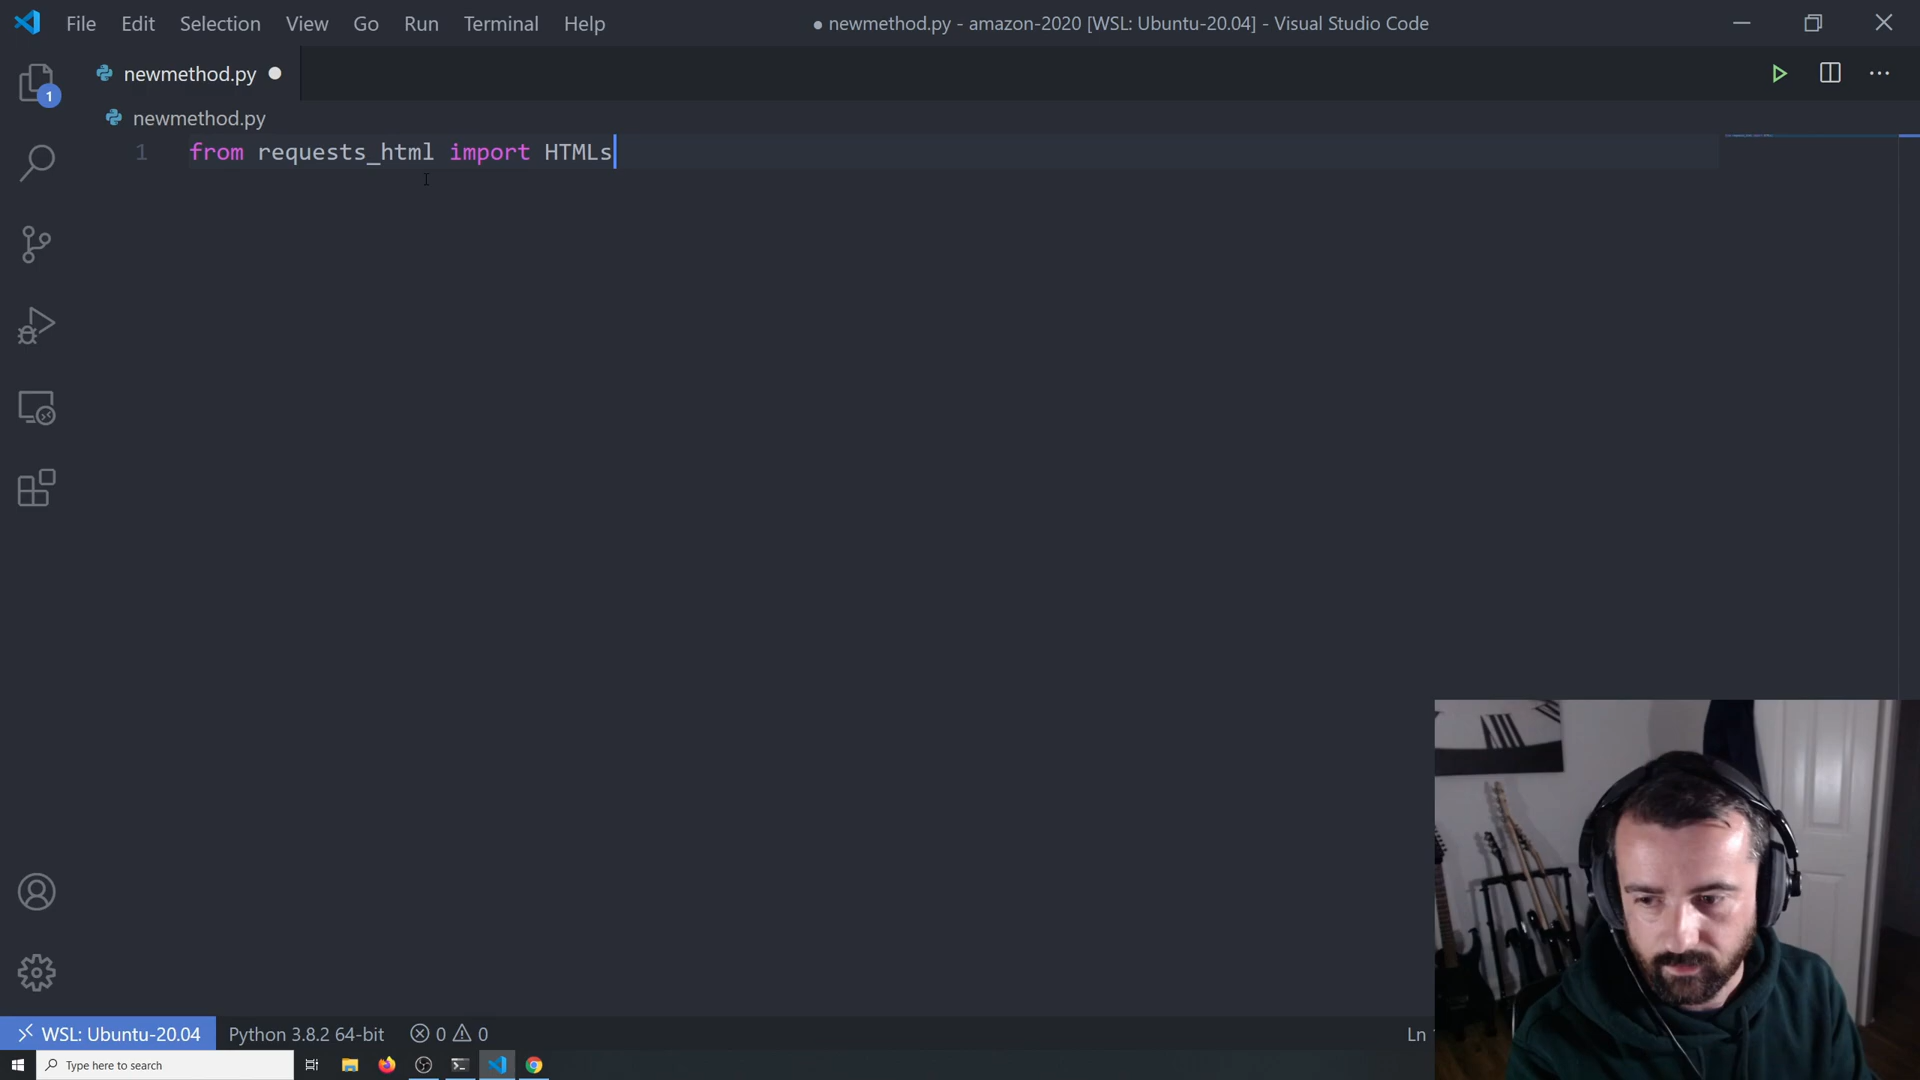 File Edit Selection View Go Run Terminal Help
● newmethod.py - amazon-2020 [WSL: Ubuntu-20.04] - Visual Studio Code
newmethod.py
1
newmethod.py
1 from requests_html import HTMLs
WSL: Ubuntu-20.04 Python 3.8.2 64-bit 0 0 Ln
Type here to search